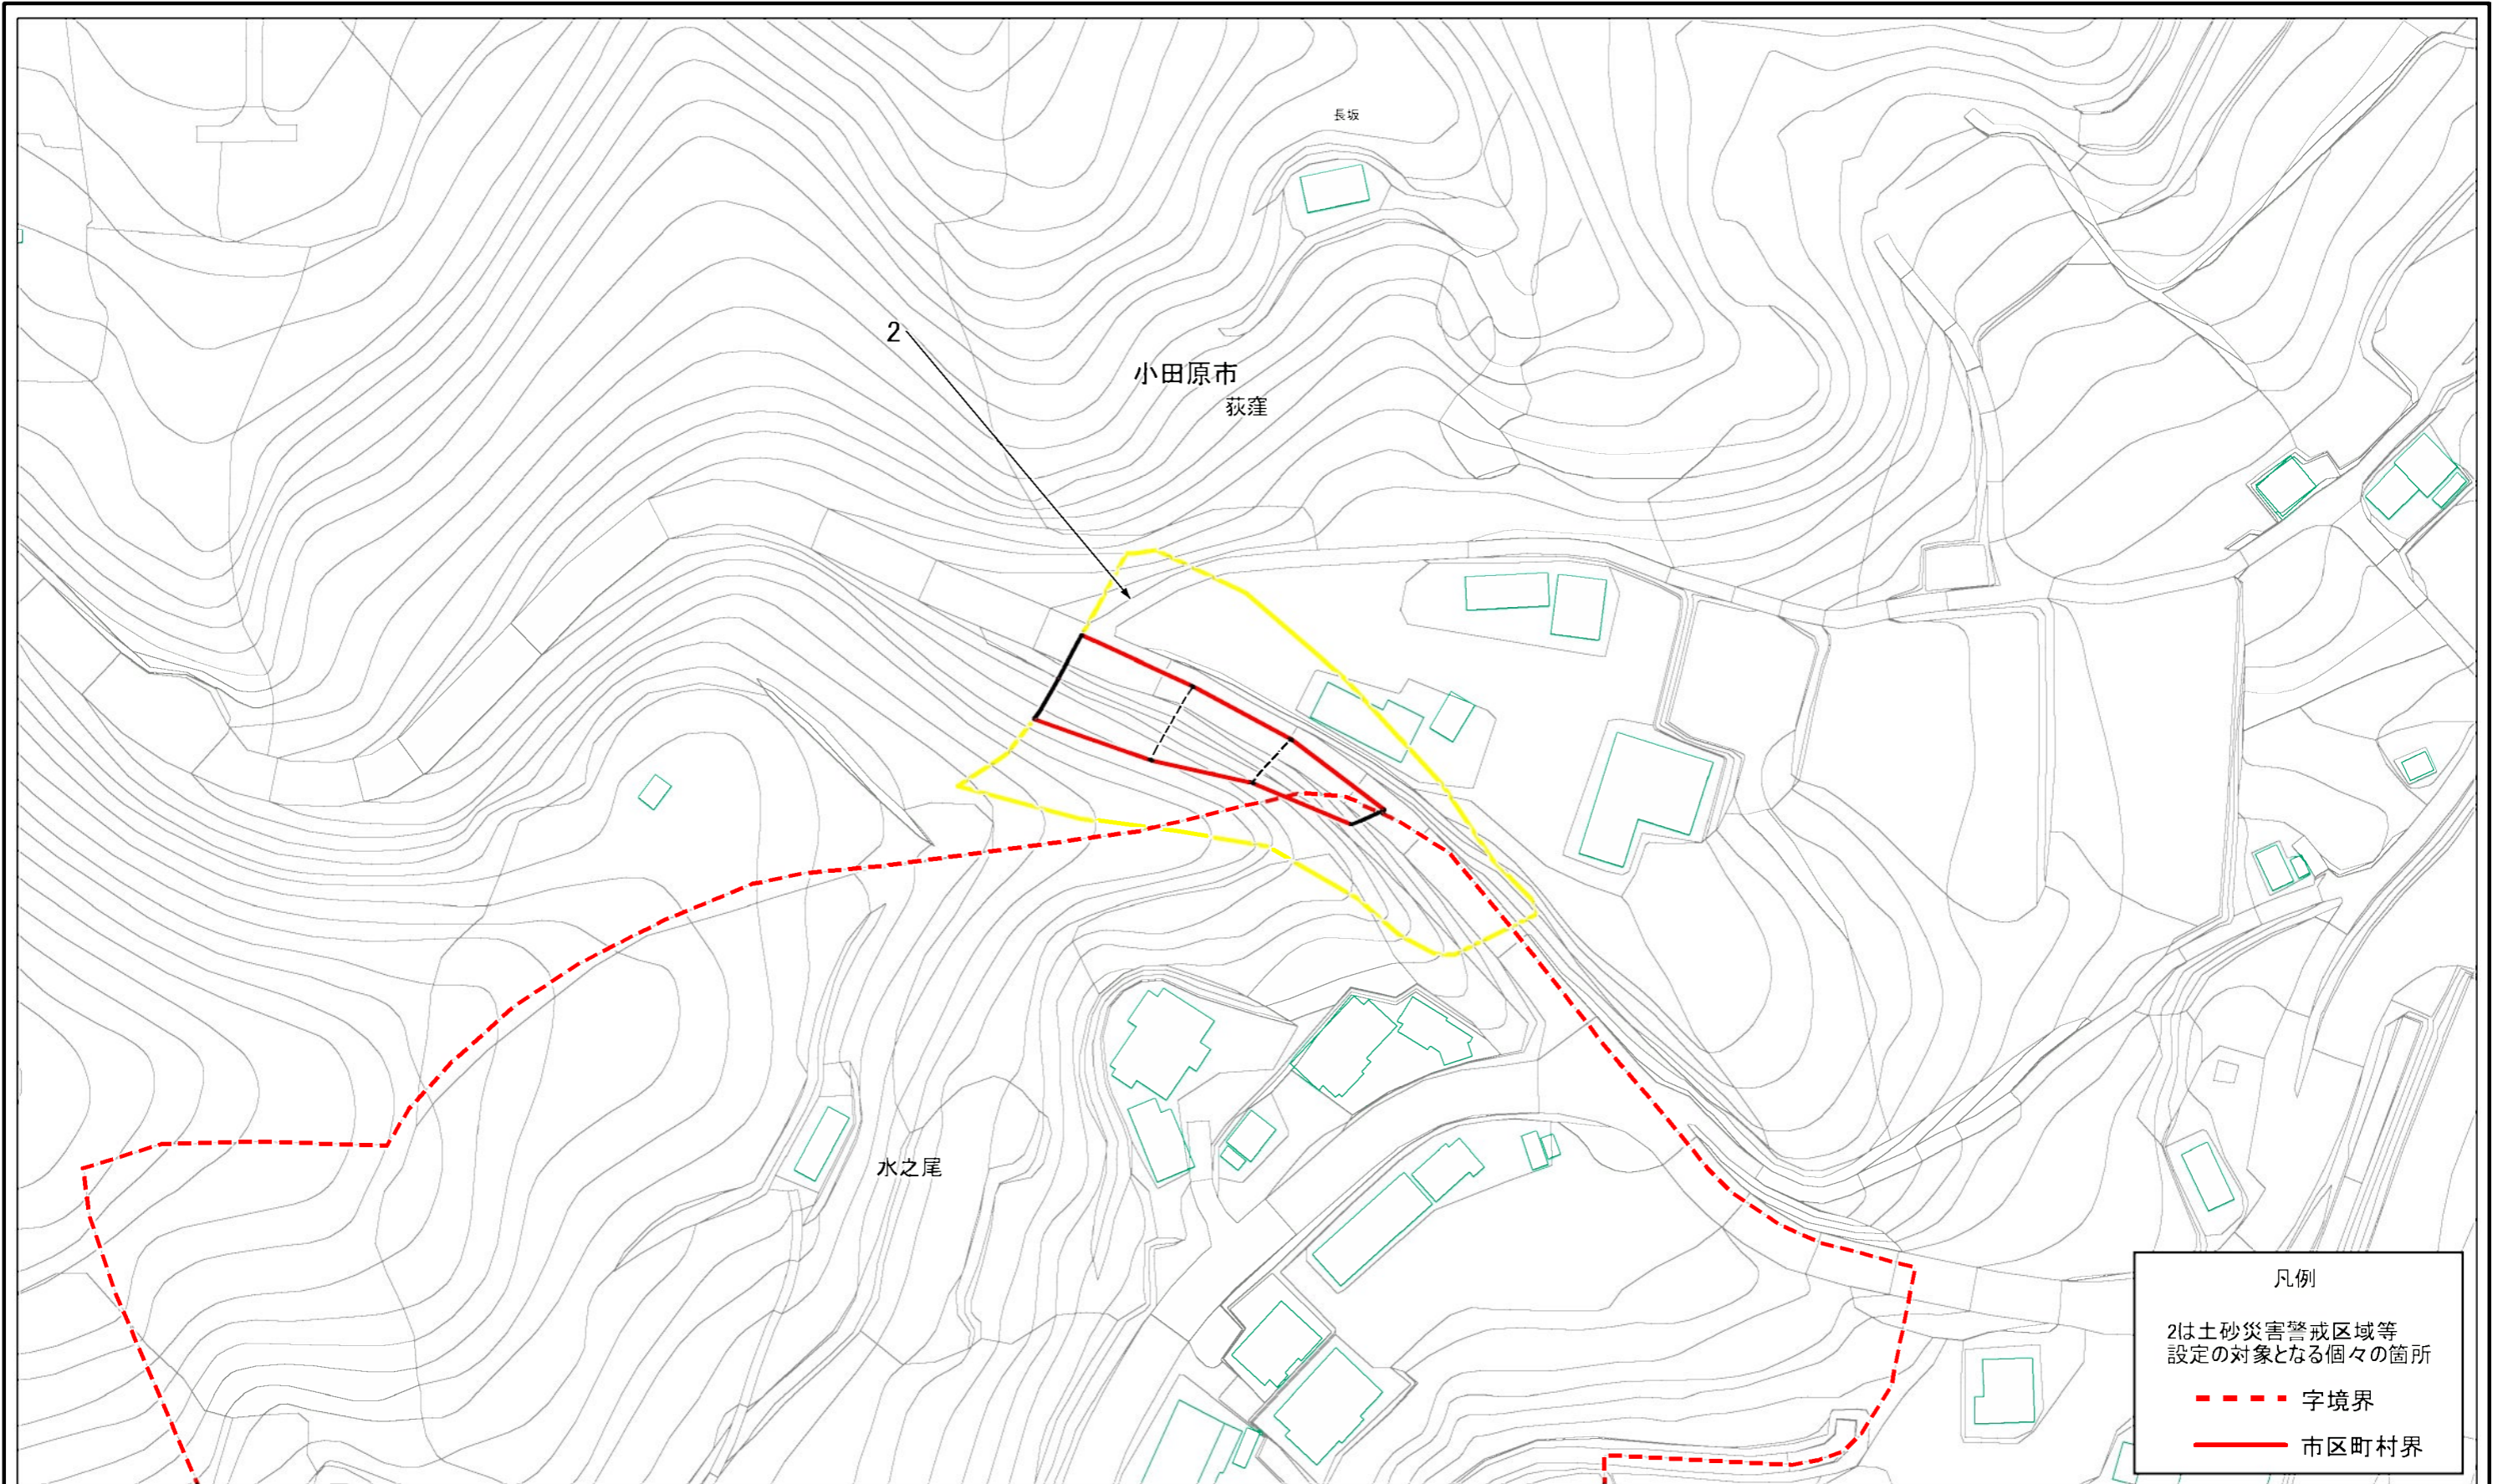 長坂
2
小田原市
荻窪
水之尾
凡例
2は土砂災害警戒区域等
設定の対象となる個々の箇所
字境界
市区町村界